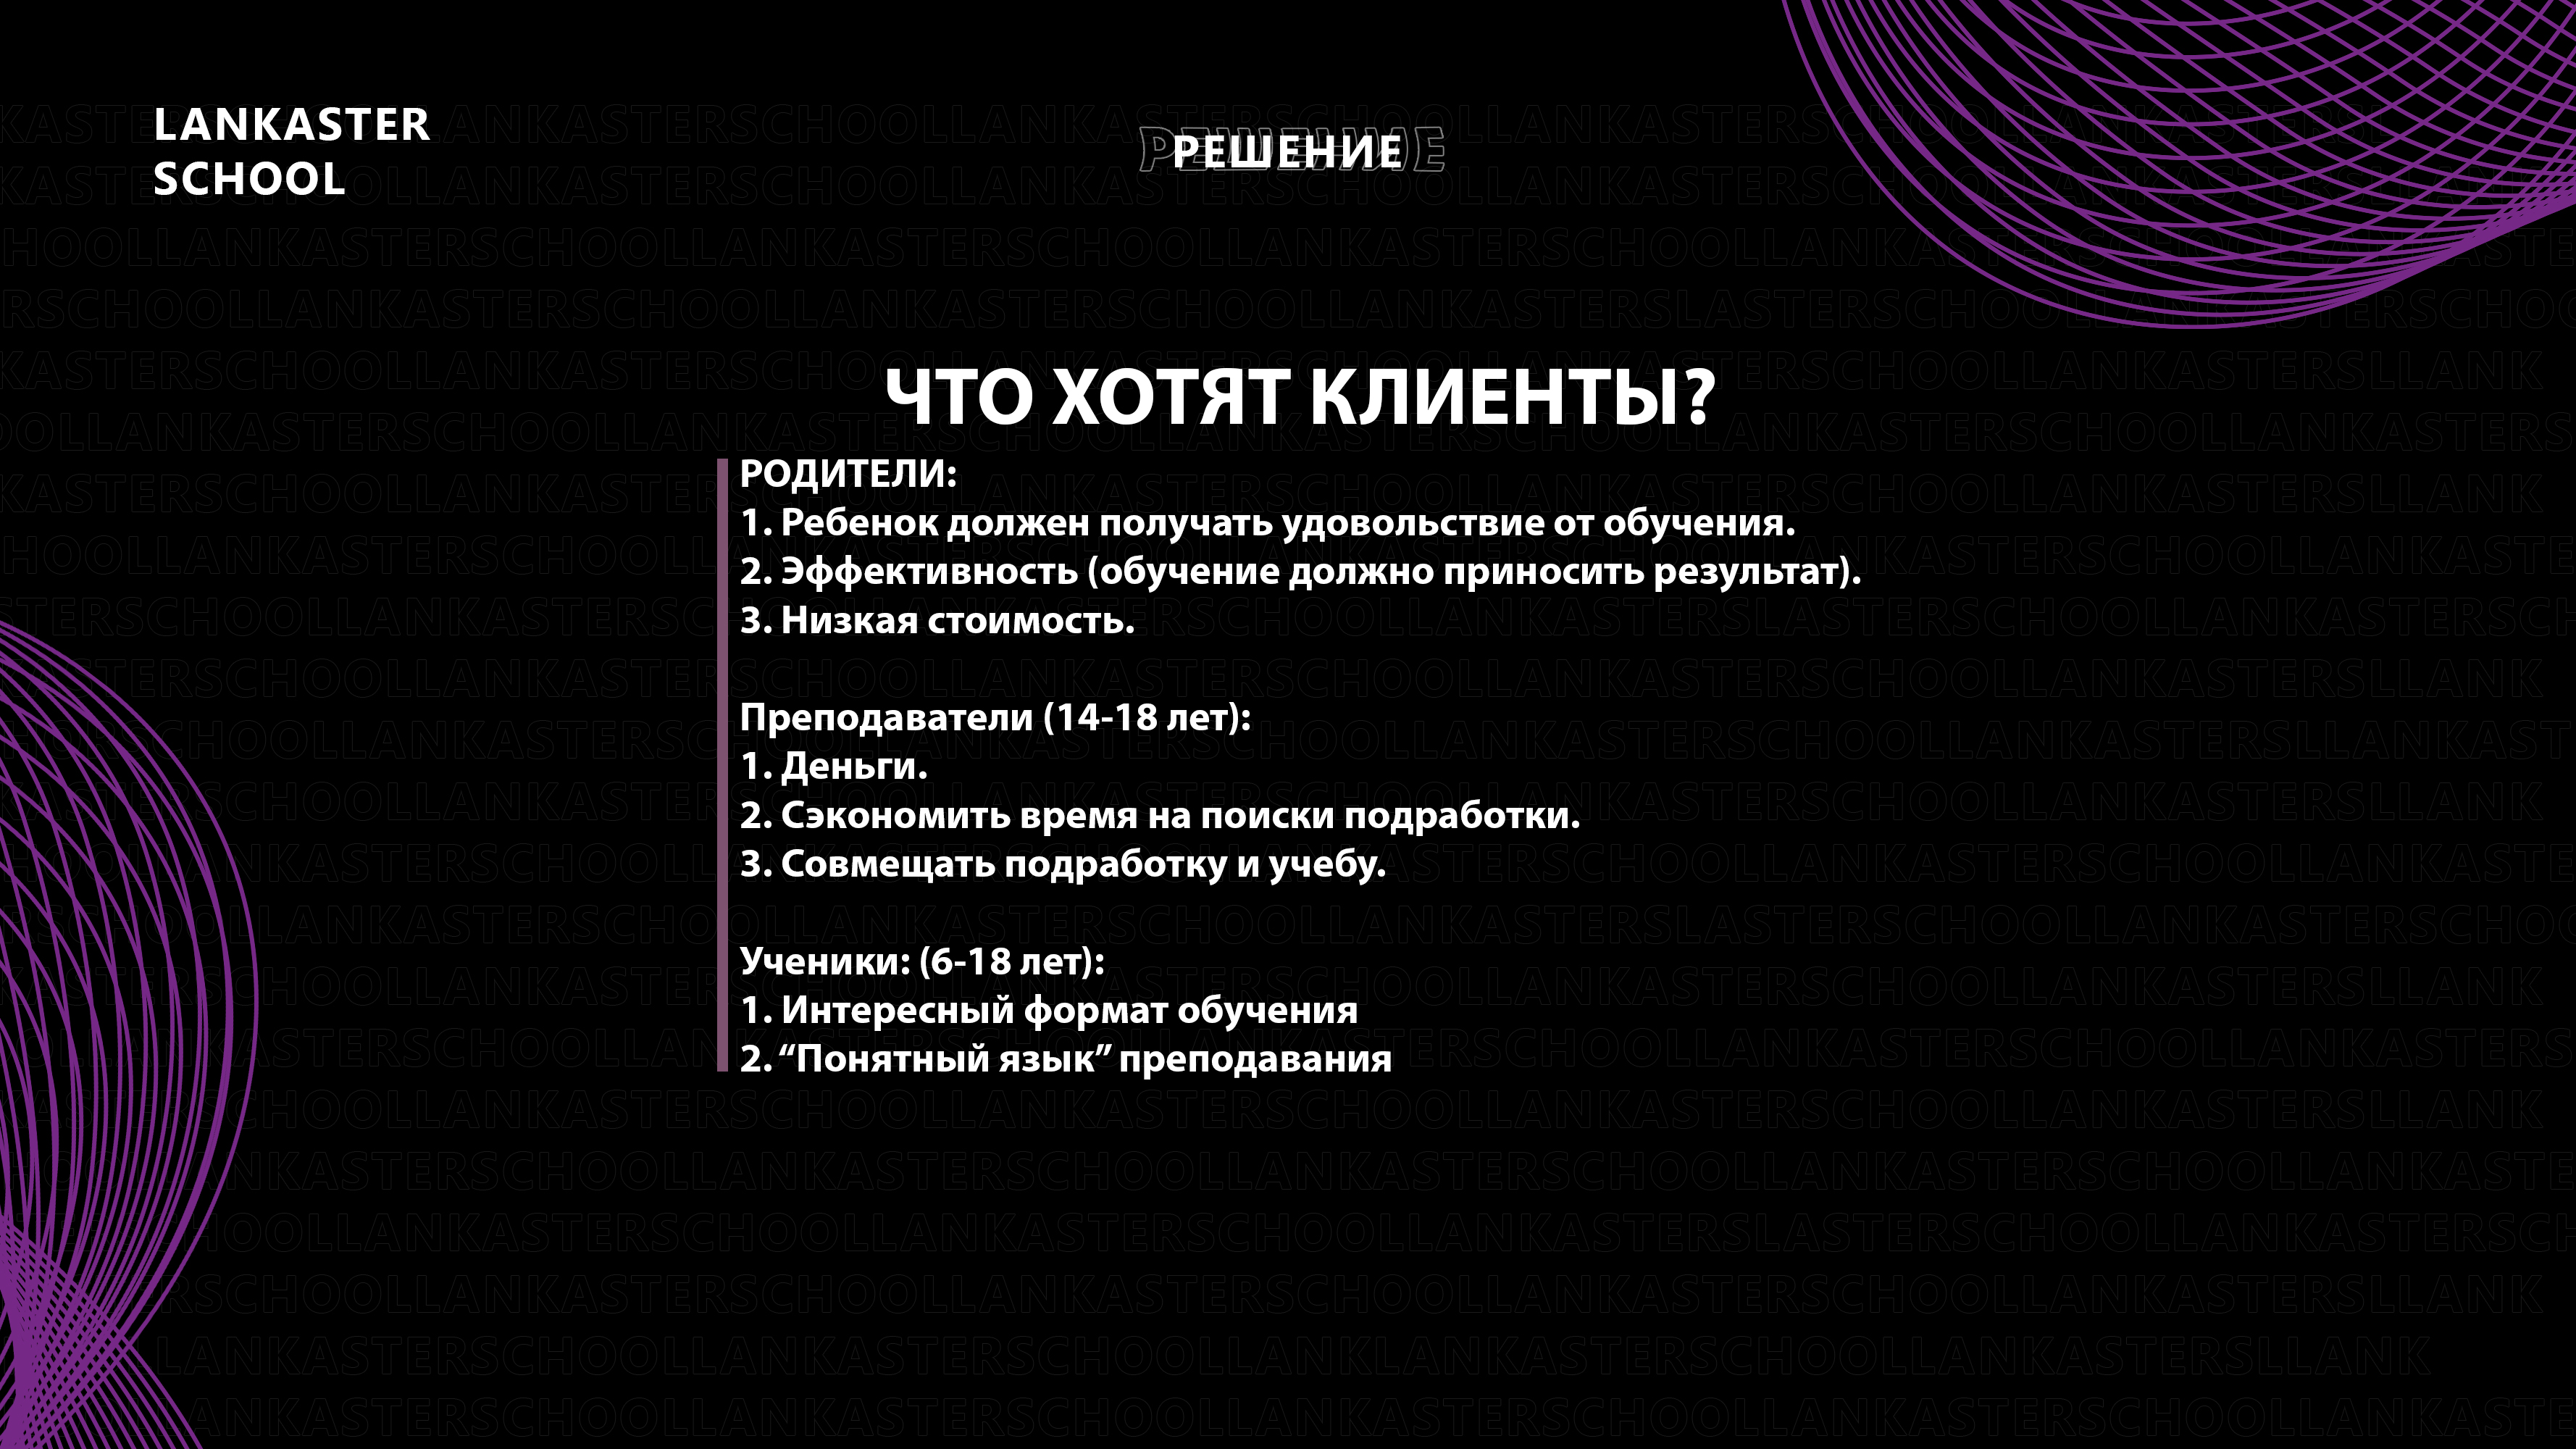 LANKASTER
SCHOOL
РЕШЕНИЕ
ЧТО ХОТЯТ КЛИЕНТЫ?
РОДИТЕЛИ:
1. Ребенок должен получать удовольствие от обучения.
2. Эффективность (обучение должно приносить результат).
3. Низкая стоимость.
Преподаватели (14-18 лет):
1. Деньги.
2. Сэкономить время на поиски подработки.
3. Совмещать подработку и учебу.
Ученики: (6-18 лет):
1. Интересный формат обучения
2. “Понятный язык” преподавания